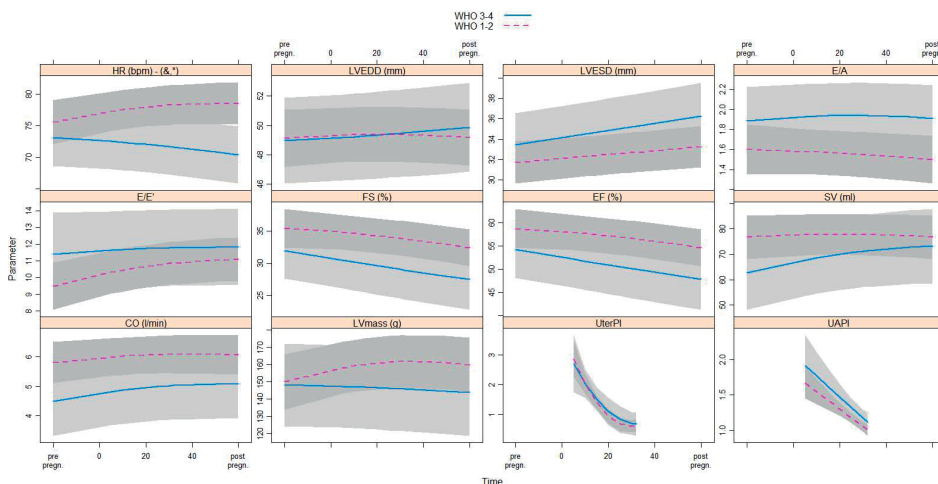 WHO 3-4
WHO 1-2
pre pregn. 0 20 40 post pregn.
pre pregn. 0 20 40 post pregn.
HR (bpm) - (&,*)
LVEDD (mm)
LVESD (mm)
E/A
80
75
70
52
50
48
46
38
36
34
32
30
2.2
2.0
1.8
1.6
1.4
E/E'
FS (%)
EF (%)
SV (ml)
14
13
12
11
10
9
8
35
30
25
60
55
50
45
90
80
70
60
50
CO (l/min)
LVmass (g)
UterPI
UAPI
6
5
4
170
160
150
140
130
120
3
2
1
2.0
1.5
1.0
pre pregn. 0 20 40 post pregn.
pre pregn. 0 20 40 post pregn.
Parameter
Time